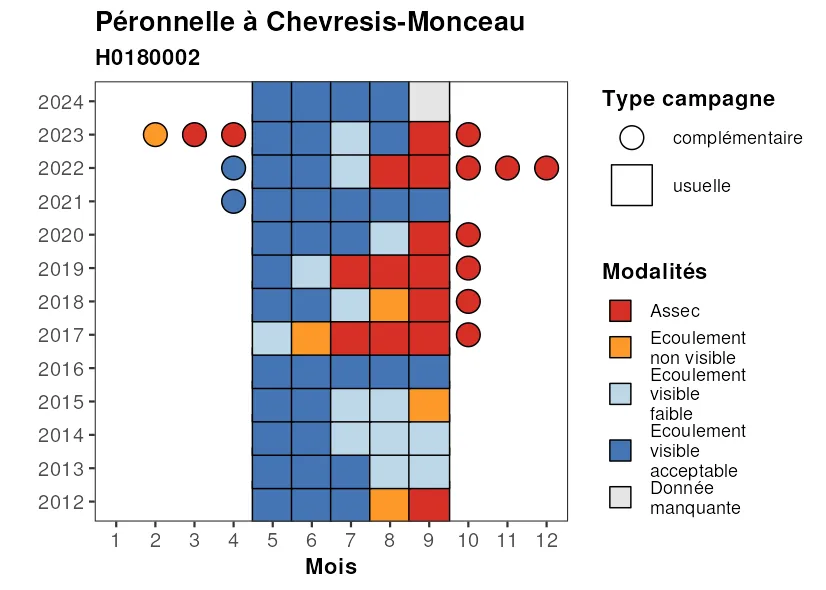 Péronnelle à Chevresis-Monceau
H0180002
2024
2023
2022
2021
2020
2019
2018
2017
2016
2015
2014
2013
2012
1 2 3 4 5 6 7 8 9 10 11 12
Mois
Type campagne
complémentaire
usuelle
Modalités
Assec
Ecoulement
non visible
Ecoulement
visible
faible
Ecoulement
visible
acceptable
Donnée
manquante